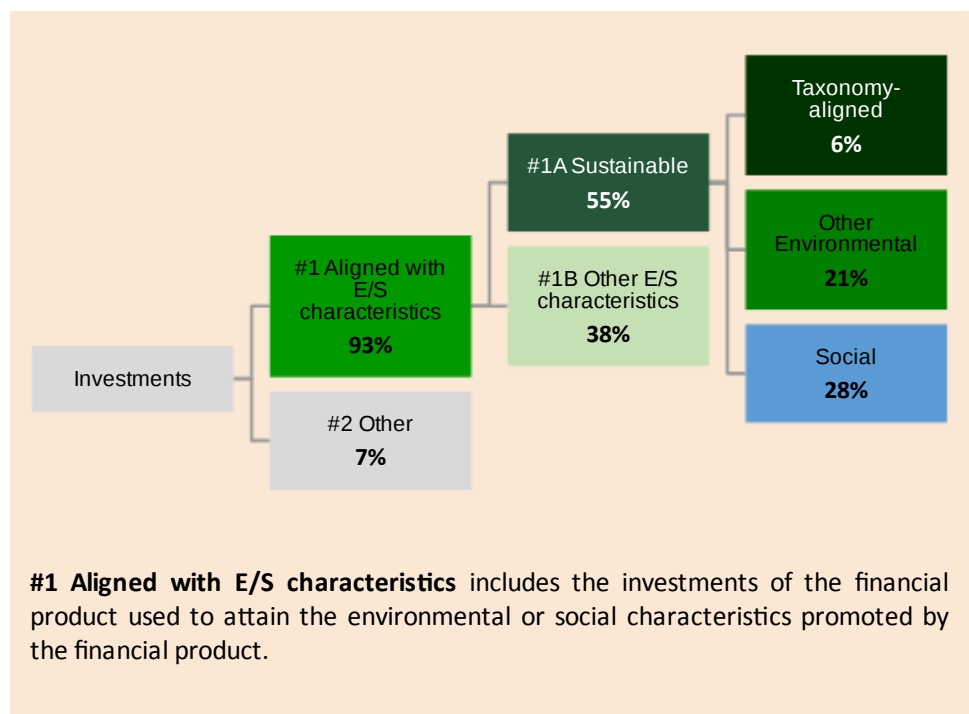 Investments
#1 Aligned with
E/S
characteristics
93%
#2 Other
7%
#1A Sustainable
55%
#1B Other E/S
characteristics
38%
Taxonomy-
aligned
6%
Other
Environmental
21%
Social
28%
#1 Aligned with E/S characteristics includes the investments of the financial
product used to attain the environmental or social characteristics promoted by
the financial product.